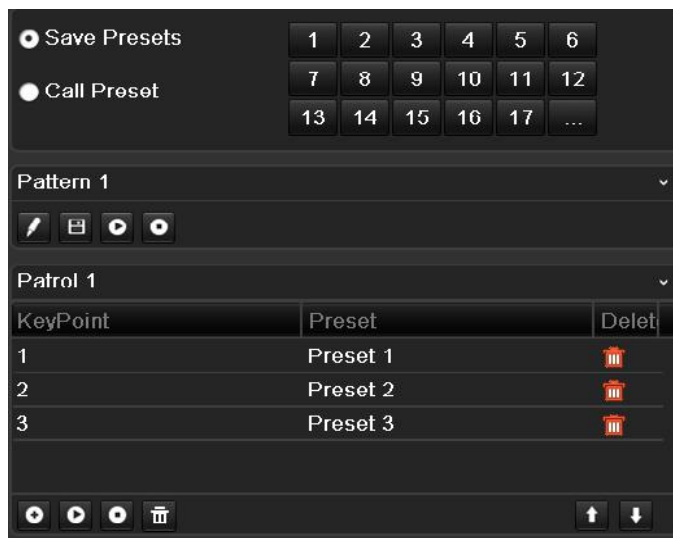 Save Presets
1 2 3 4 5 6
Call Preset
7 8 9 10 11 12
13 14 15 16 17 ...
Pattern 1
Patrol 1
KeyPoint Preset Delet
1 Preset 1
2 Preset 2
3 Preset 3